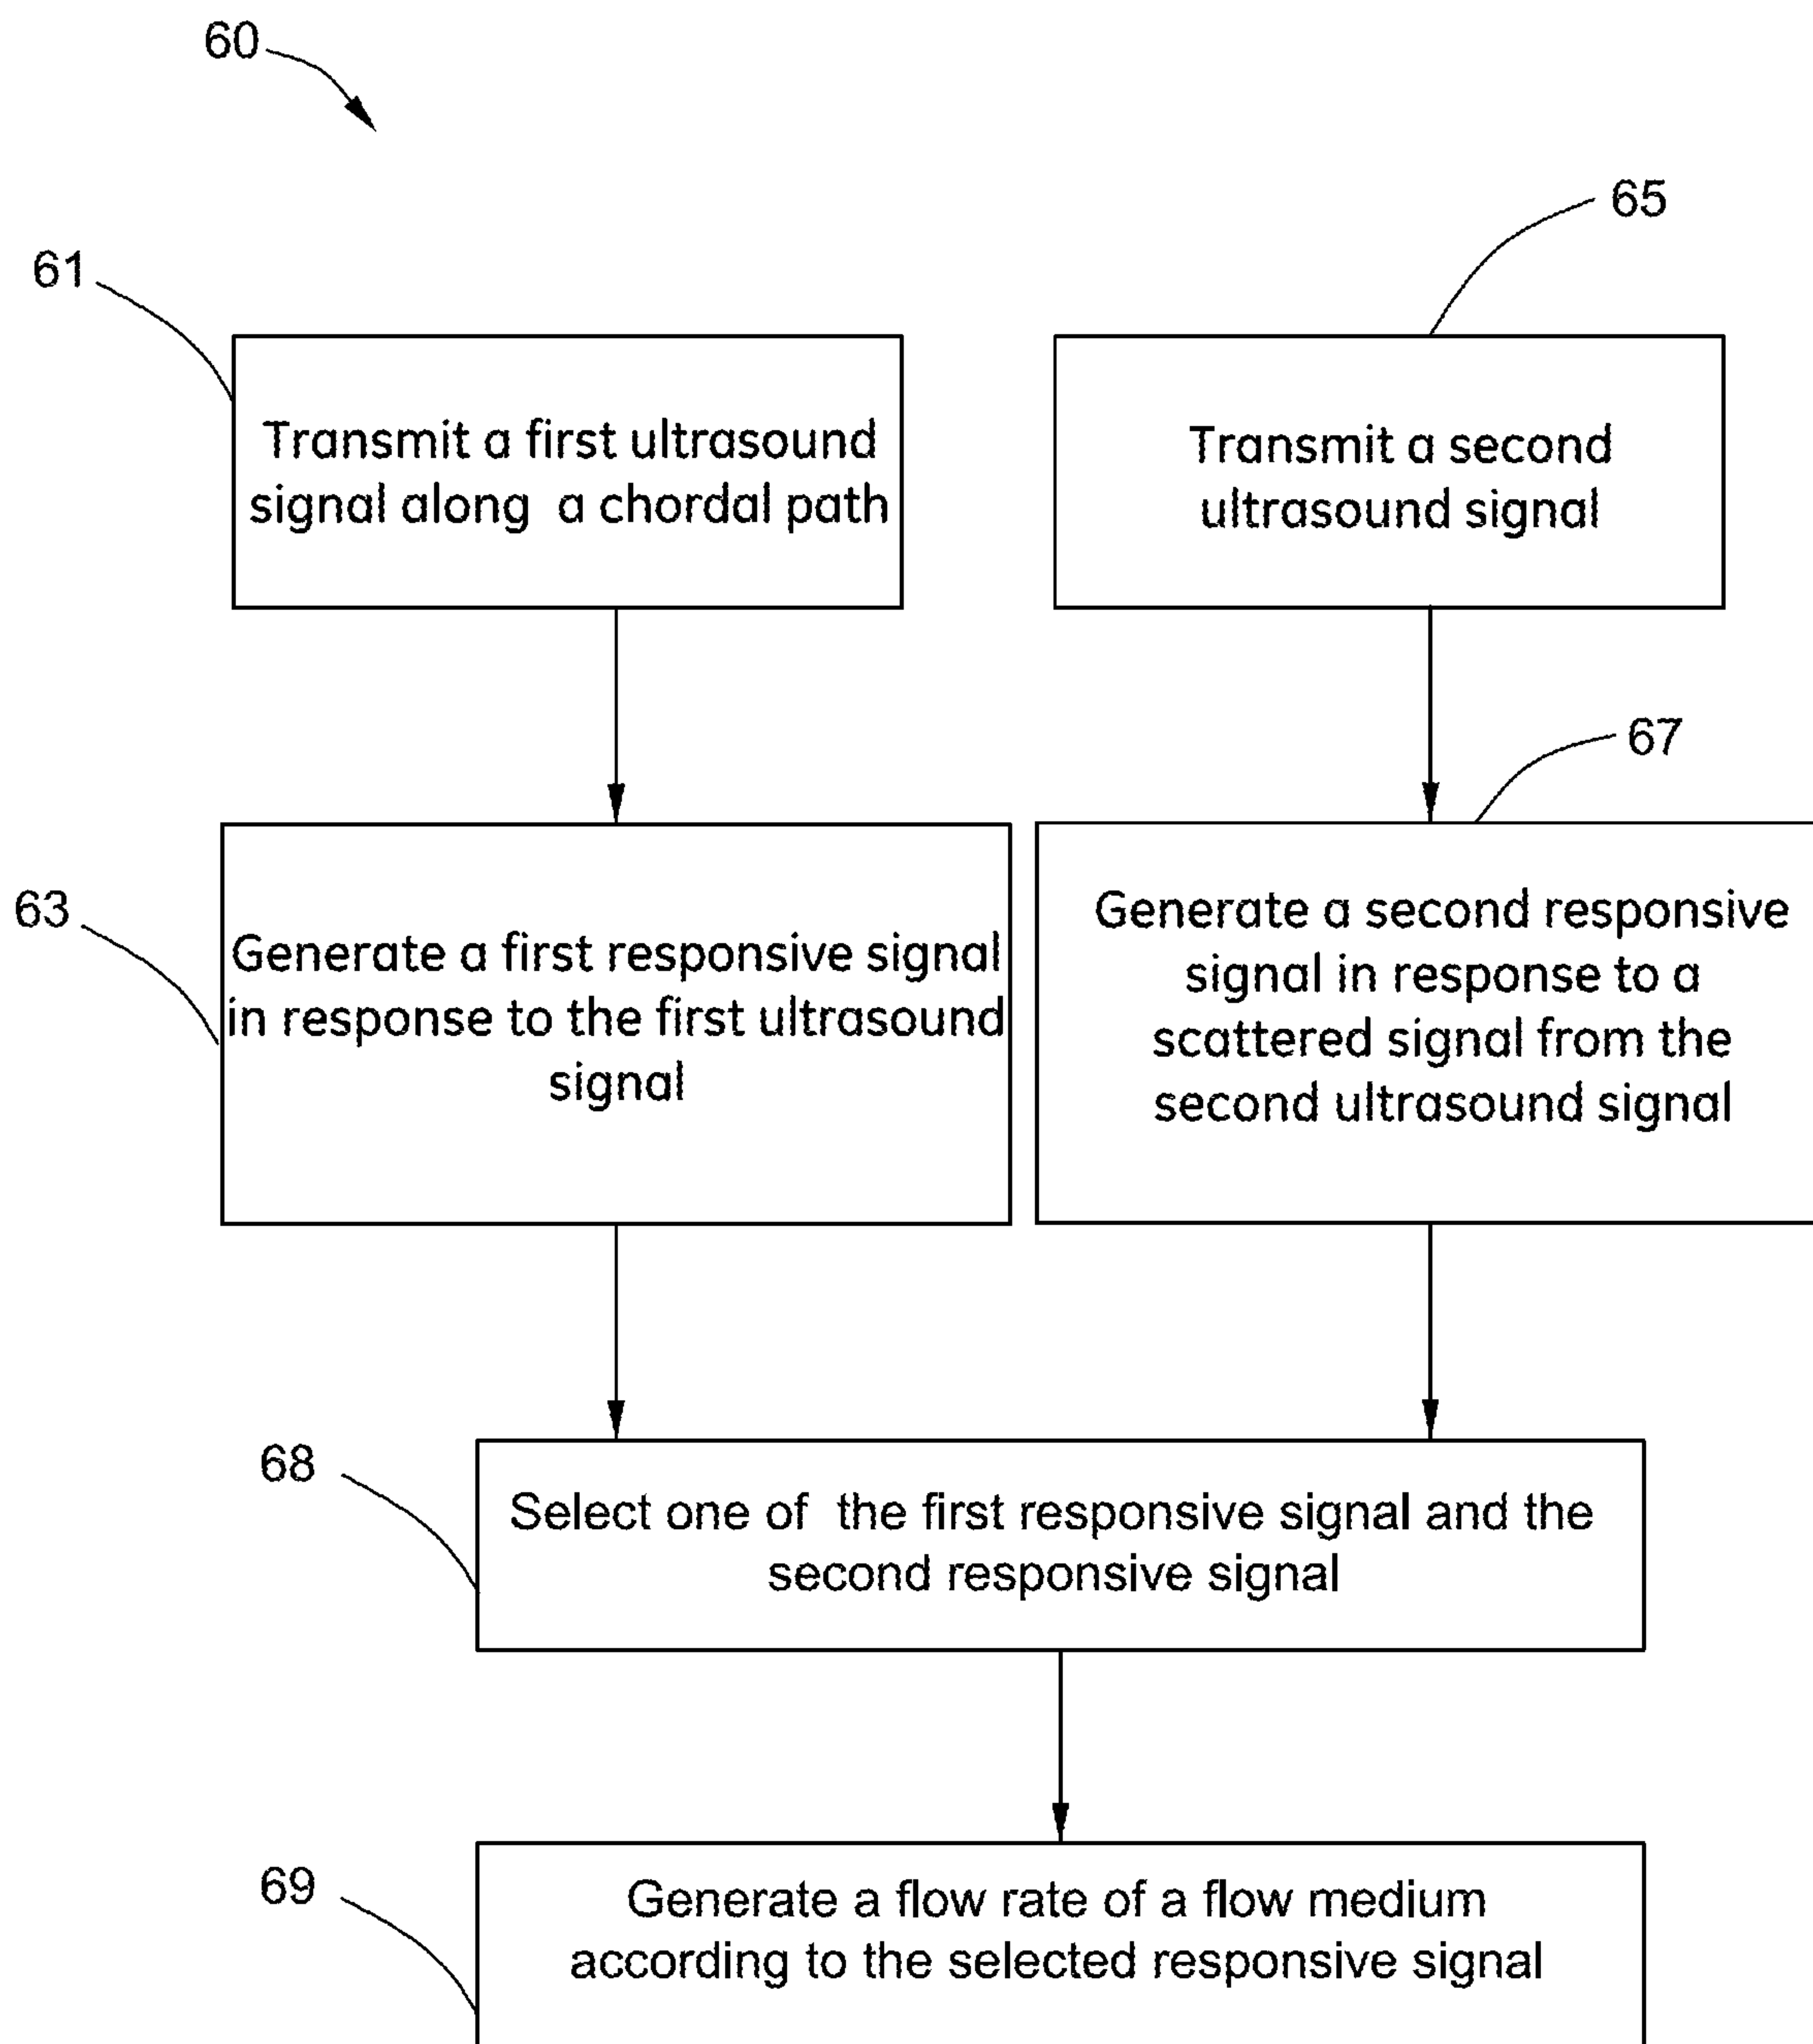 60
65
61
Transmit a first ultrasound
signal along a chordal path
Transmit a second
ultrasound signal
67
63
Generate a first responsive signal
in response to the first ultrasound
signal
Generate a second responsive
signal in response to a
scattered signal from the
second ultrasound signal
68
Select one of the first responsive signal and the
second responsive signal
69
Generate a flow rate of a flow medium
according to the selected responsive signal